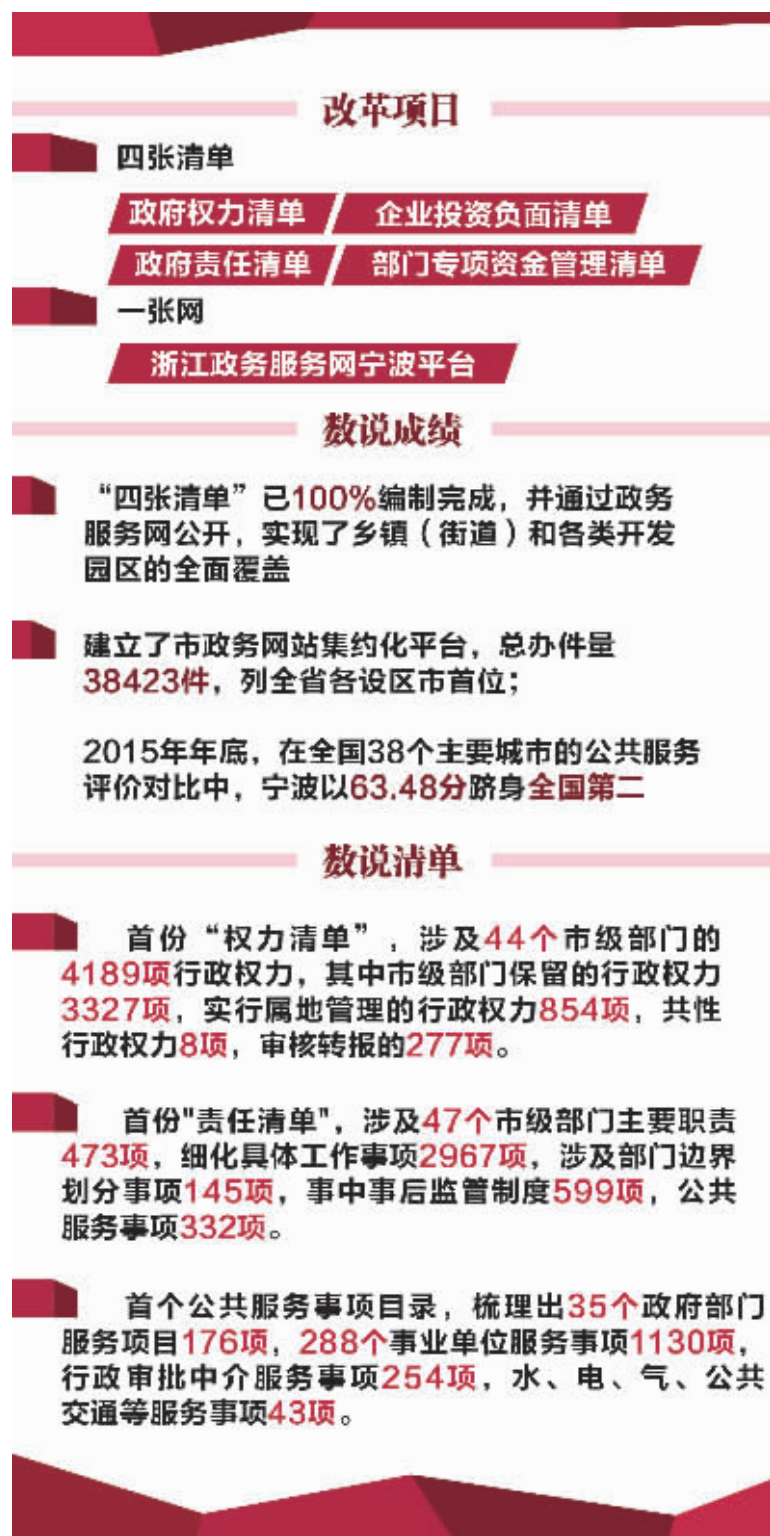 改革项目
四张清单
政府权力清单 企业投资负面清单
政府责任清单 部门专项资金管理清单
一张网
浙江政务服务网宁波平台
数说成绩
“四张清单”已100%编制完成，并通过政务
服务网公开，实现了乡镇（街道）和各类开发
园区的全面覆盖
建立了市政务网站集约化平台，总办件量
38423件，列全省各设区市首位；
2015年年底，在全国38个主要城市的公共服务
评价对比中，宁波以63.48分跻身全国第二
数说清单
首份“权力清单”，涉及44个市级部门的
4189项行政权力，其中市级部门保留的行政权力
3327项，实行属地管理的行政权力854项，共性
行政权力8项，审核转报的277项。
首份"责任清单"，涉及47个市级部门主要职责
473项，细化具体工作事项2967项，涉及部门边界
划分事项145项，事中事后监管制度599项，公共
服务事项332项。
首个公共服务事项目录，梳理出35个政府部门
服务项目176项，288个事业单位服务事项1130项，
行政审批中介服务事项254项，水、电、气、公共
交通等服务事项43项。